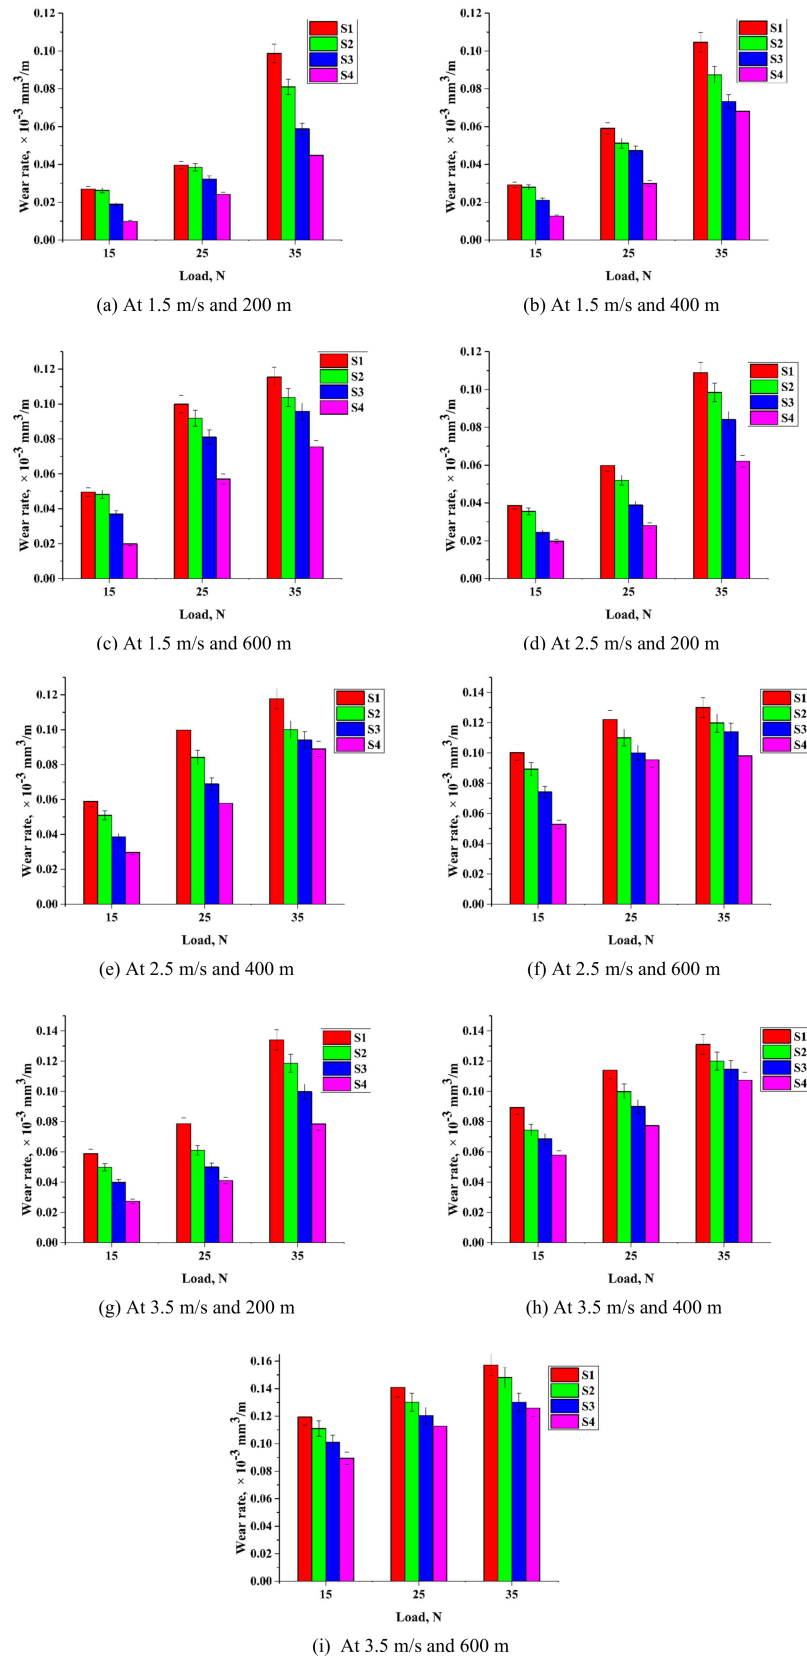 0.12
0.10
0.08
0.06
0.04
0.02
0.00
Wear rate, × 10⁻³ mm³/m
S1
S2
S3
S4
15 25 35
Load, N
(a) At 1.5 m/s and 200 m
0.12
0.10
0.08
0.06
0.04
0.02
0.00
Wear rate, × 10⁻³ mm³/m
S1
S2
S3
S4
15 25 35
Load, N
(b) At 1.5 m/s and 400 m
0.12
0.10
0.08
0.06
0.04
0.02
0.00
Wear rate, × 10⁻³ mm³/m
S1
S2
S3
S4
15 25 35
Load, N
(c) At 1.5 m/s and 600 m
0.12
0.10
0.08
0.06
0.04
0.02
0.00
Wear rate, × 10⁻³ mm³/m
S1
S2
S3
S4
15 25 35
Load, N
(d) At 2.5 m/s and 200 m
0.12
0.10
0.08
0.06
0.04
0.02
0.00
Wear rate, × 10⁻³ mm³/m
S1
S2
S3
S4
15 25 35
Load, N
(e) At 2.5 m/s and 400 m
0.14
0.12
0.10
0.08
0.06
0.04
0.02
0.00
Wear rate, × 10⁻³ mm³/m
S1
S2
S3
S4
15 25 35
Load, N
(f) At 2.5 m/s and 600 m
0.14
0.12
0.10
0.08
0.06
0.04
0.02
0.00
Wear rate, × 10⁻³ mm³/m
S1
S2
S3
S4
15 25 35
Load, N
(g) At 3.5 m/s and 200 m
0.14
0.12
0.10
0.08
0.06
0.04
0.02
0.00
Wear rate, × 10⁻³ mm³/m
S1
S2
S3
S4
15 25 35
Load, N
(h) At 3.5 m/s and 400 m
0.16
0.14
0.12
0.10
0.08
0.06
0.04
0.02
0.00
Wear rate, × 10⁻³ mm³/m
S1
S2
S3
S4
15 25 35
Load, N
(i) At 3.5 m/s and 600 m